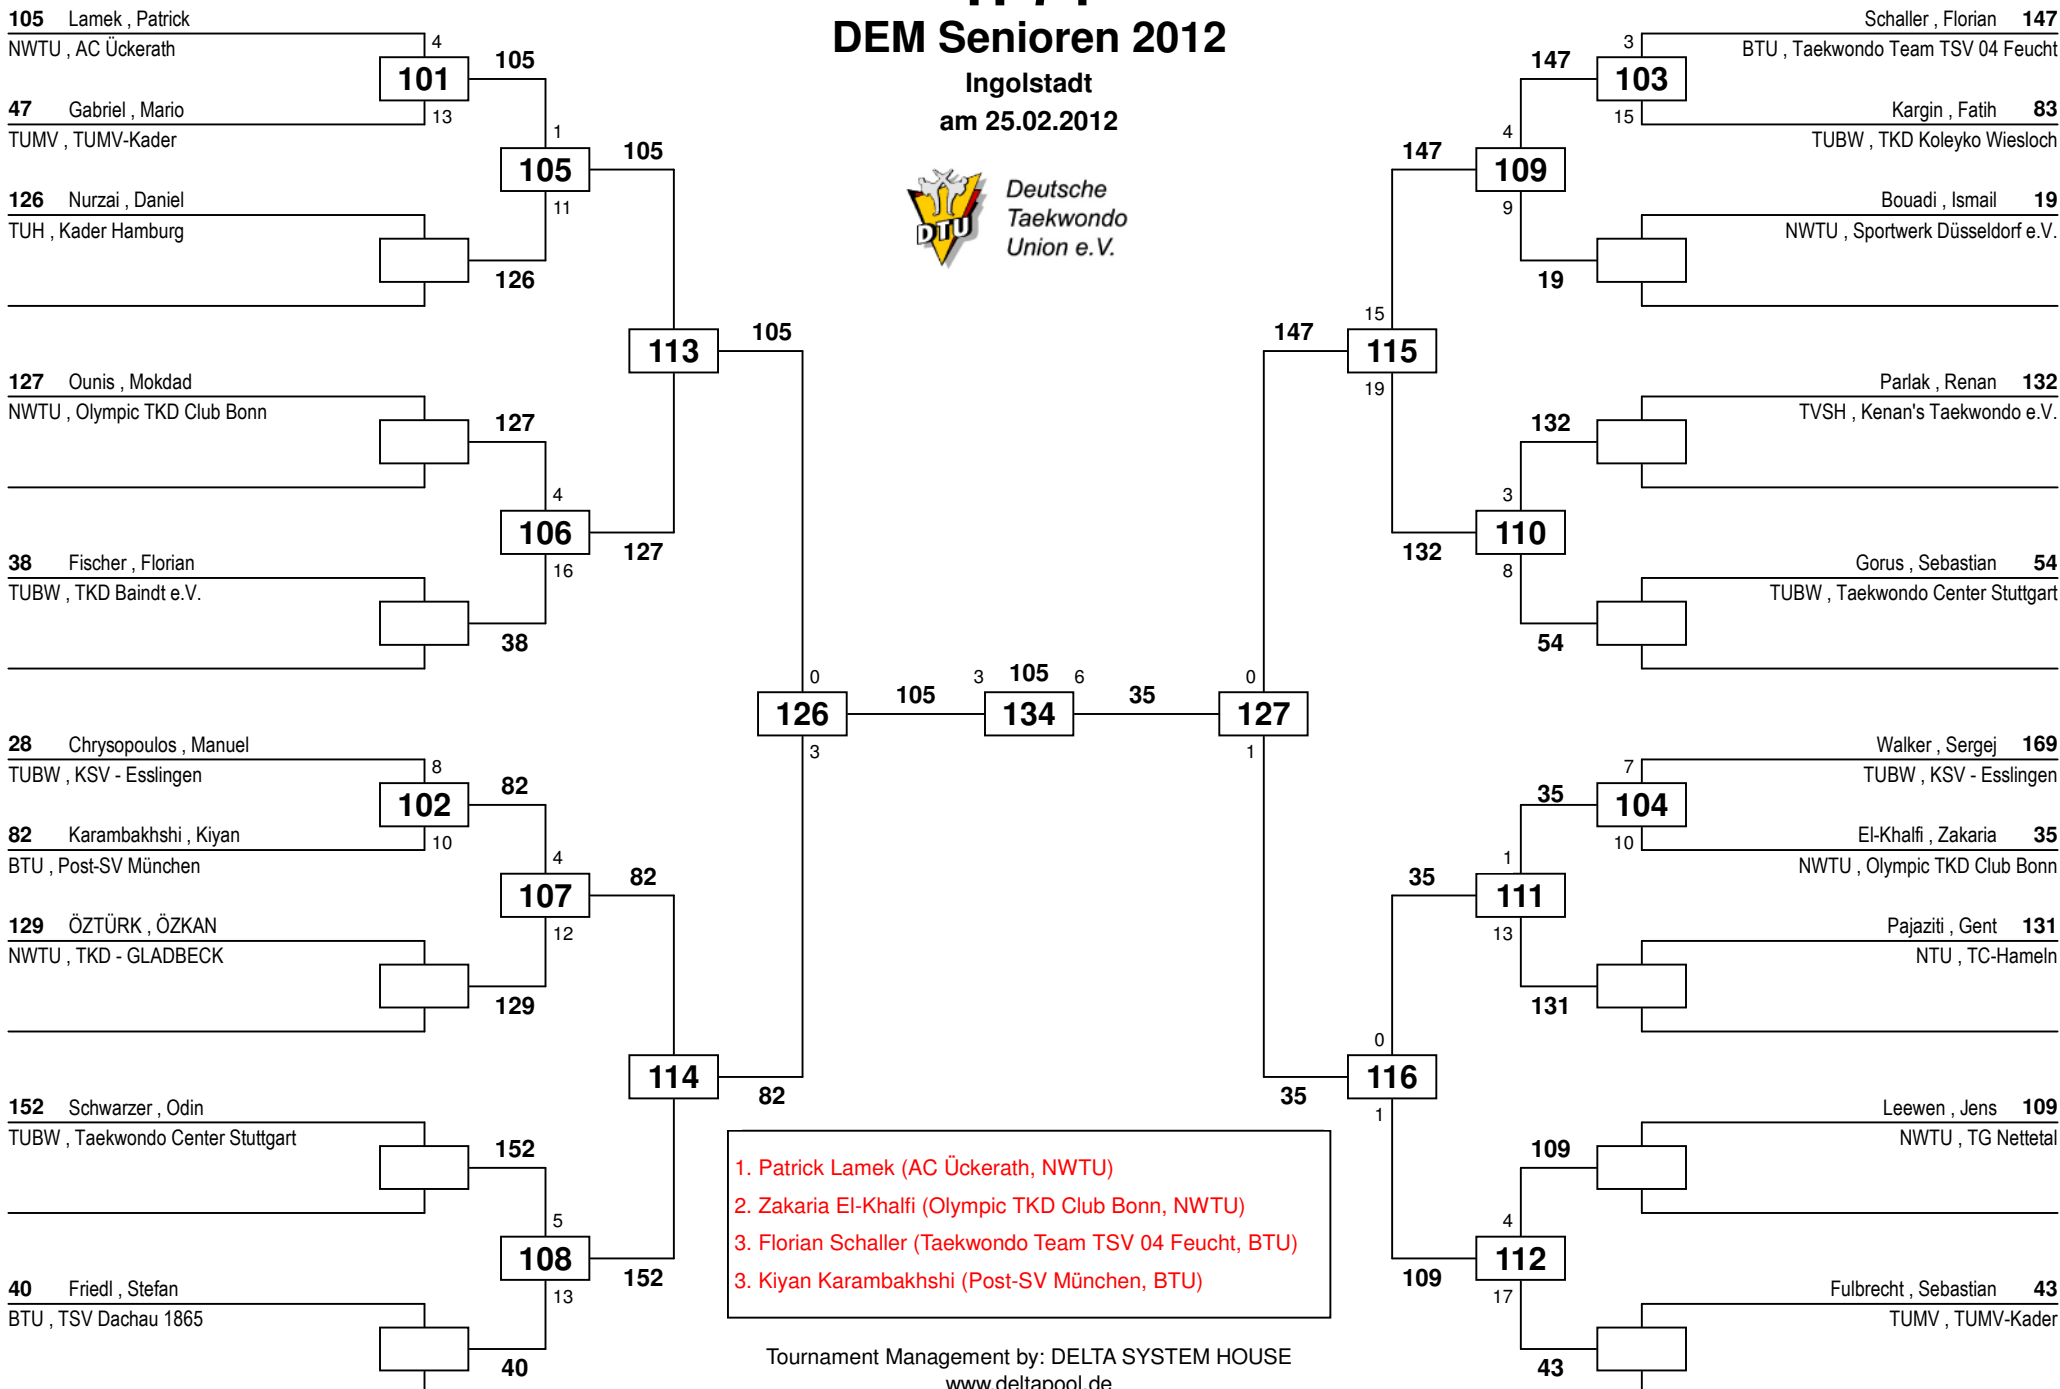 DEM Senioren 2012
Ingolstadt
am 25.02.2012
DTU
Deutsche
Taekwondo
Union e.V.
105 Lamek , Patrick
NWTU , AC Ückerath
4
101
13
105
47 Gabriel , Mario
TUMV , TUMV-Kader
1
105
11
105
126 Nurzai , Daniel
TUH , Kader Hamburg
126
113
105
127 Ounis , Mokdad
NWTU , Olympic TKD Club Bonn
127
4
106
16
127
38 Fischer , Florian
TUBW , TKD Baindt e.V.
38
0
126
3
105
28 Chrysopoulos , Manuel
TUBW , KSV - Esslingen
8
102
10
82
82 Karambakhshi , Kiyan
BTU , Post-SV München
4
107
12
82
129 ÖZTÜRK , ÖZKAN
NWTU , TKD - GLADBECK
129
114
82
152 Schwarzer , Odin
TUBW , Taekwondo Center Stuttgart
152
5
108
13
152
40 Friedl , Stefan
BTU , TSV Dachau 1865
40
3 105 6
134
35
Schaller , Florian 147
BTU , Taekwondo Team TSV 04 Feucht
3
103
15
147
Kargin , Fatih 83
TUBW , TKD Koleyko Wiesloch
4
109
9
147
Bouadi , Ismail 19
NWTU , Sportwerk Düsseldorf e.V.
19
15
115
19
147
Parlak , Renan 132
TVSH , Kenan's Taekwondo e.V.
132
3
110
8
132
Gorus , Sebastian 54
TUBW , Taekwondo Center Stuttgart
54
0
127
1
Walker , Sergej 169
TUBW , KSV - Esslingen
7
104
10
35
El-Khalfi , Zakaria 35
NWTU , Olympic TKD Club Bonn
1
111
13
35
Pajaziti , Gent 131
NTU , TC-Hameln
131
0
116
1
35
Leewen , Jens 109
NWTU , TG Nettetal
109
4
112
17
109
Fulbrecht , Sebastian 43
TUMV , TUMV-Kader
43
1. Patrick Lamek (AC Ückerath, NWTU)
2. Zakaria El-Khalfi (Olympic TKD Club Bonn, NWTU)
3. Florian Schaller (Taekwondo Team TSV 04 Feucht, BTU)
3. Kiyan Karambakhshi (Post-SV München, BTU)
Tournament Management by: DELTA SYSTEM HOUSE
www.deltapool.de